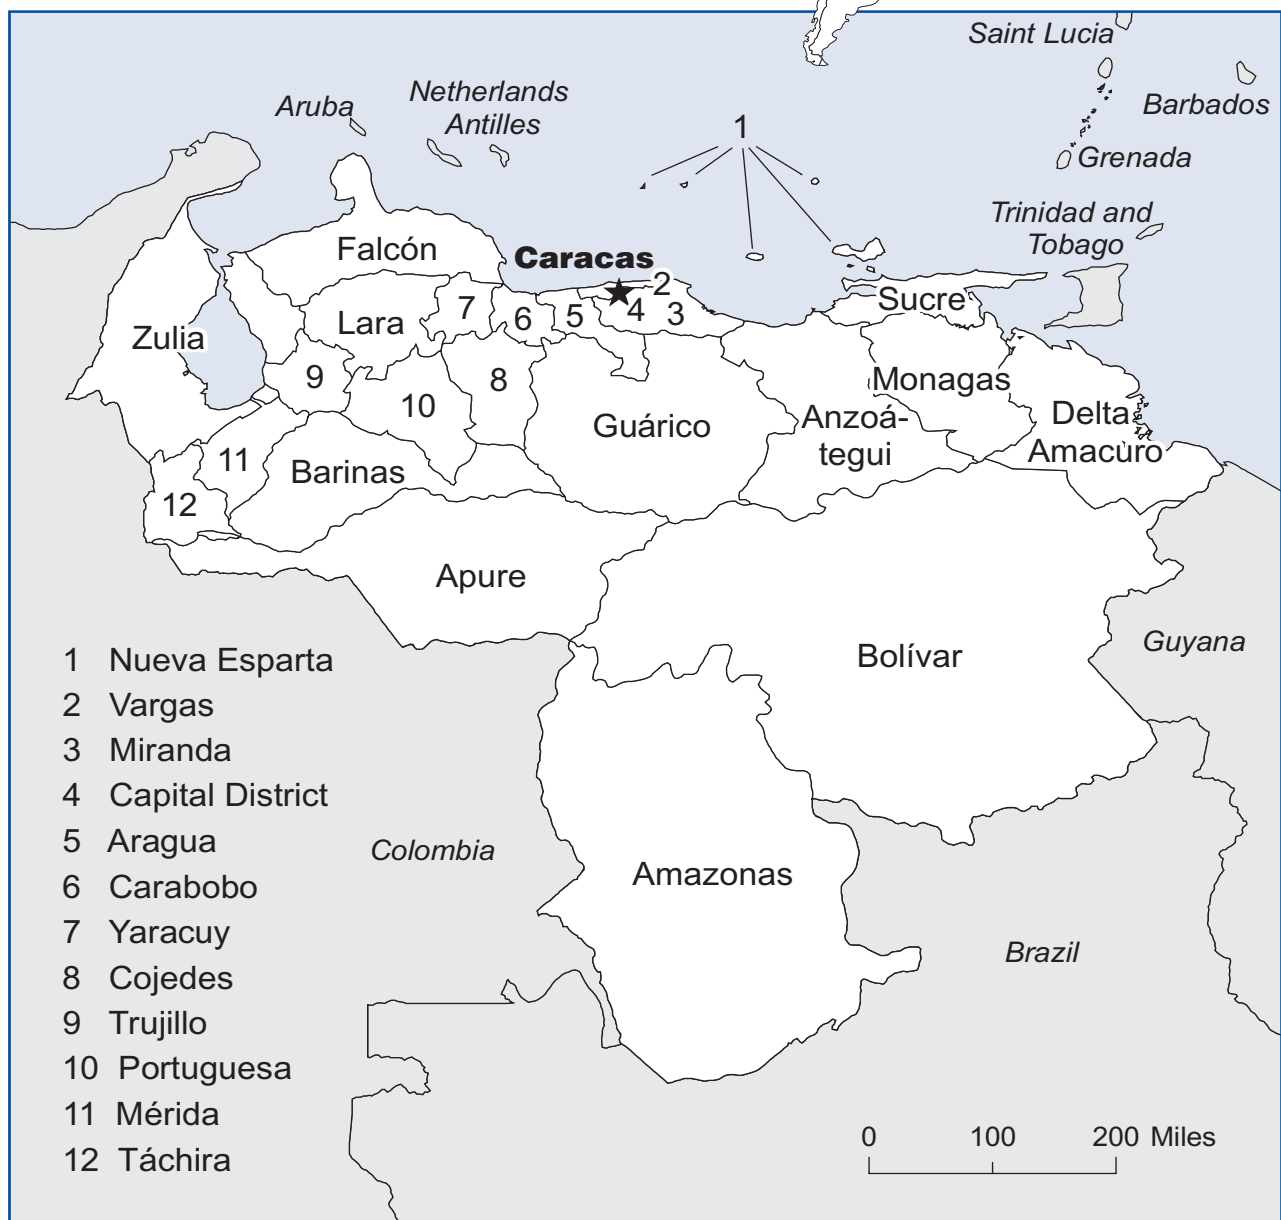 Saint Lucia
Netherlands
Antilles
Aruba
Barbados
1
Grenada
Trinidad and
Tobago
Falcón
Caracas
2
7
Lara
6
5
4
3
Sucre
Zulia
9
8
10
Monagas
Guárico
Anzoá-
tegui
Delta
Amacuro
11
Barinas
12
Apure
Guyana
Bolívar
1 Nueva Esparta
2 Vargas
3 Miranda
4 Capital District
5 Aragua
6 Carabobo
7 Yaracuy
8 Cojedes
9 Trujillo
10 Portuguesa
11 Mérida
12 Táchira
Colombia
Amazonas
Brazil
0 100 200 Miles